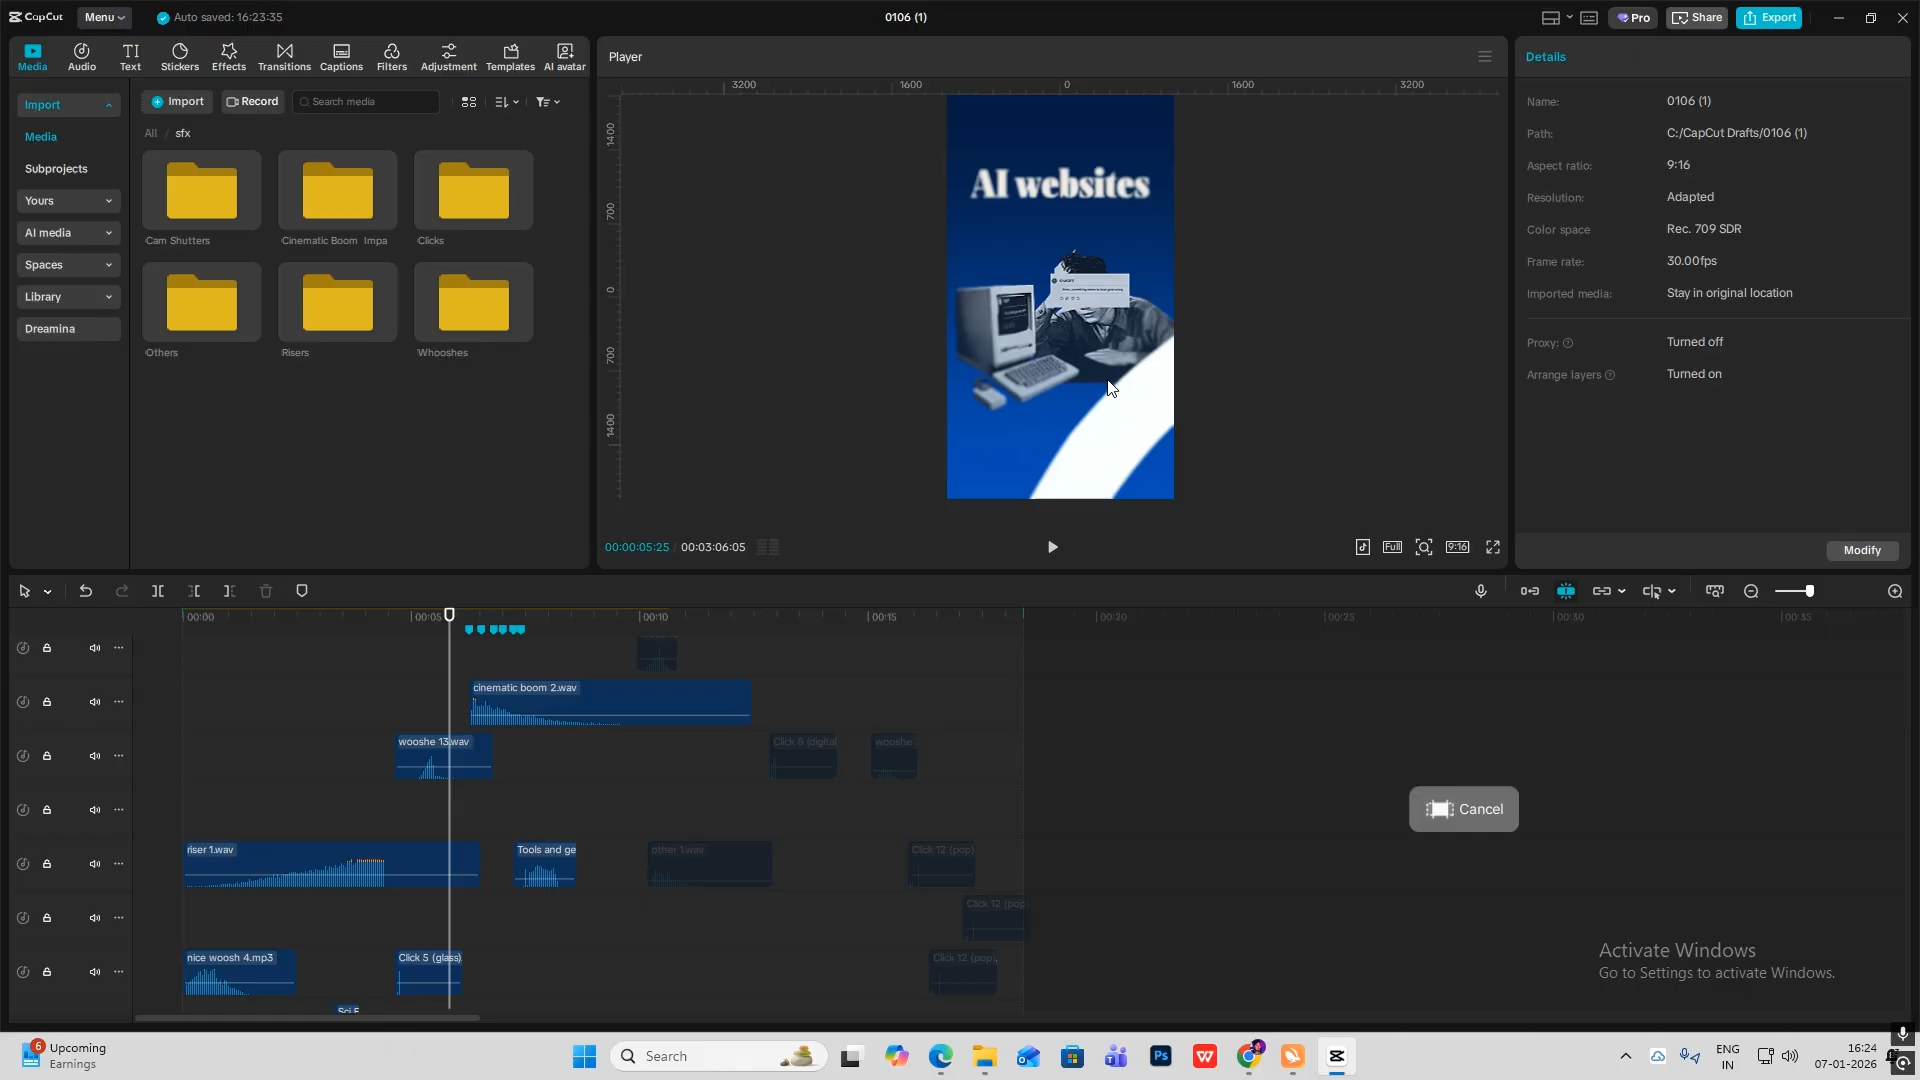 CapCut Menu Auto saved: 16:23:35 0106 (1) Pro Share Export
Media Audio Text Stickers Effects Transitions Captions Filters Adjustment Templates AI avatar
Import
Media
Subprojects
Yours
AI media
Spaces
Library
Dreamina
Import Record Search media
All / sfx
Cam Shutters Cinematic Boom Impa Clicks
Others Risers Whooshes
Player
3200 1600 0 1600 3200
1400
700
0
700
1400
AI websites
00:00:05:25 / 00:03:06:05
Full 9:16
Details
Name: 0106 (1)
Path: C:/CapCut Drafts/0106 (1)
Aspect ratio: 9:16
Resolution: Adapted
Color space Rec. 709 SDR
Frame rate: 30.00fps
Imported media: Stay in original location
Proxy: Turned off
Arrange layers Turned on
Modify
00:00 00:05 00:10 00:15 00:20 00:25 00:30 00:35
cinematic boom 2.wav
wooshe 13.wav Click 8 (digital wooshe
riser 1.wav Tools and ge other 1.wav Click 12 (pop)
Click 12 (pop
nice woosh 4.mp3 Click 5 (glass) Click 12 (pop).
Sci F
Cancel
Activate Windows
Go to Settings to activate Windows.
6 Upcoming
Earnings
Search
Ps
W
ENG
IN
16:24
07-01-2026